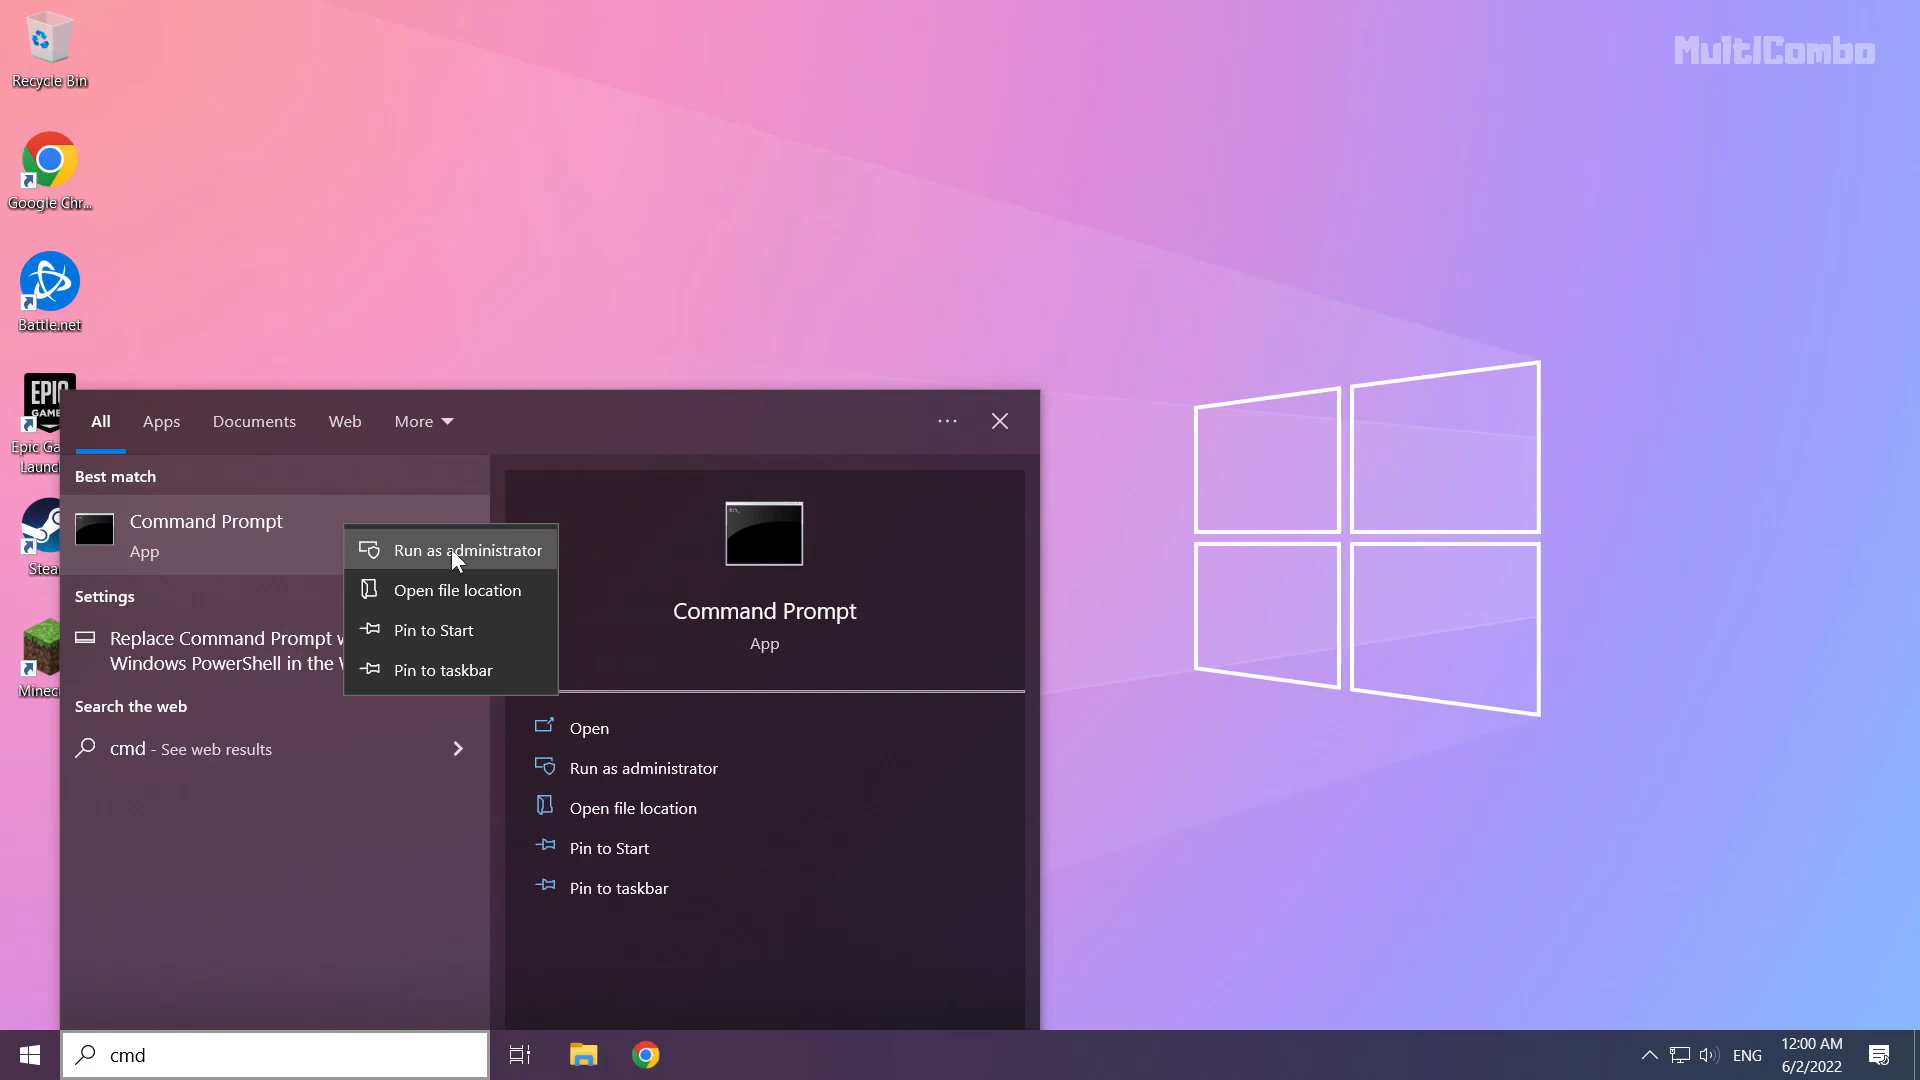 MultiCombo
Recycle Bin
Google Chr...
Battle.net
EPIC
GAM
Epic Ga
Launc
Stea
Minec
All
Apps
Documents
Web
More
Best match
Command Prompt
App
Settings
Replace Command Prompt w
Windows PowerShell in the
Search the web
cmd - See web results
Run as administrator
Open file location
Pin to Start
Pin to taskbar
Command Prompt
App
Open
Run as administrator
Open file location
Pin to Start
Pin to taskbar
cmd
ENG
12:00 AM
6/2/2022